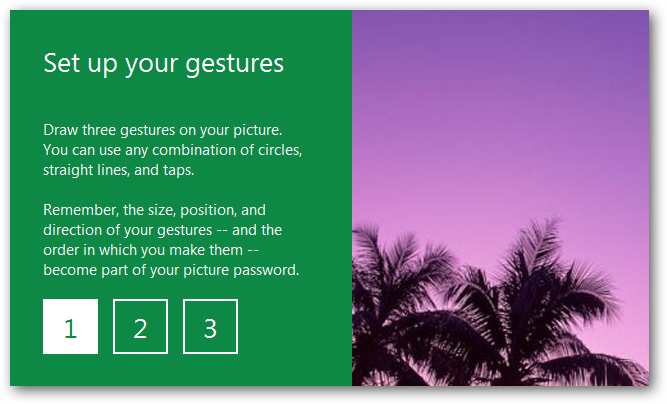 Set up your gestures
Draw three gestures on your picture.
You can use any combination of circles,
straight lines, and taps.
Remember, the size, position, and
direction of your gestures -- and the
order in which you make them --
become part of your picture password.
1 2 3